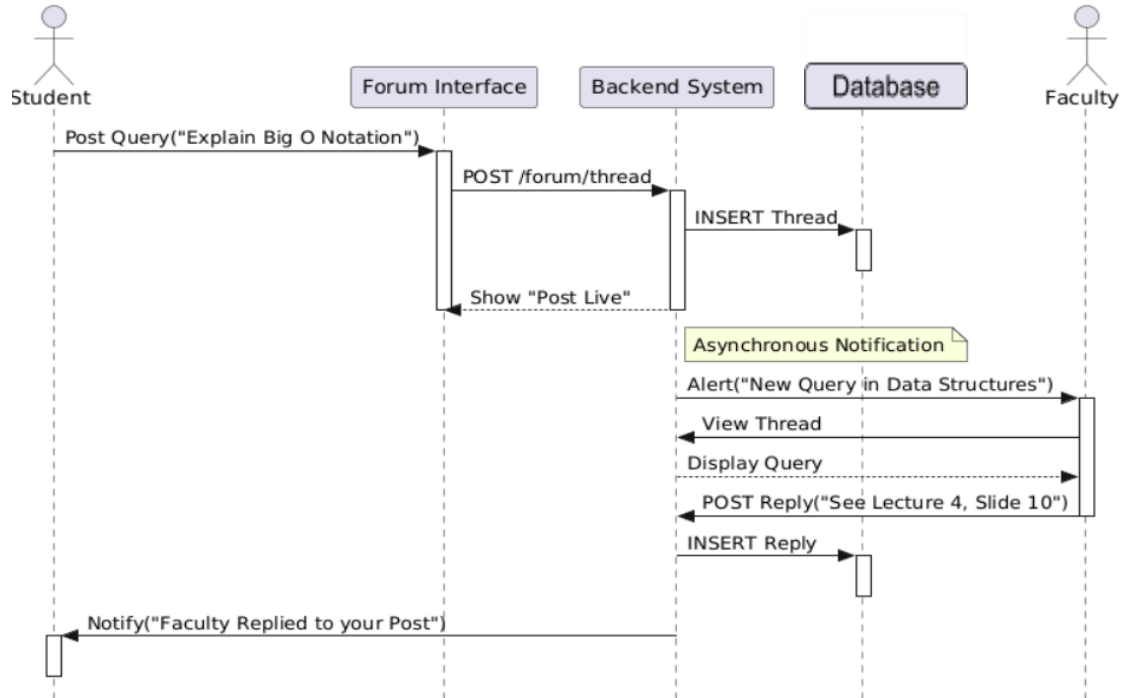 Student
Forum Interface
Backend System
Database
Faculty
Post Query("Explain Big O Notation")
POST /forum/thread
INSERT Thread
Show "Post Live"
Asynchronous Notification
Alert("New Query in Data Structures")
View Thread
Display Query
POST Reply("See Lecture 4, Slide 10")
INSERT Reply
Notify("Faculty Replied to your Post")